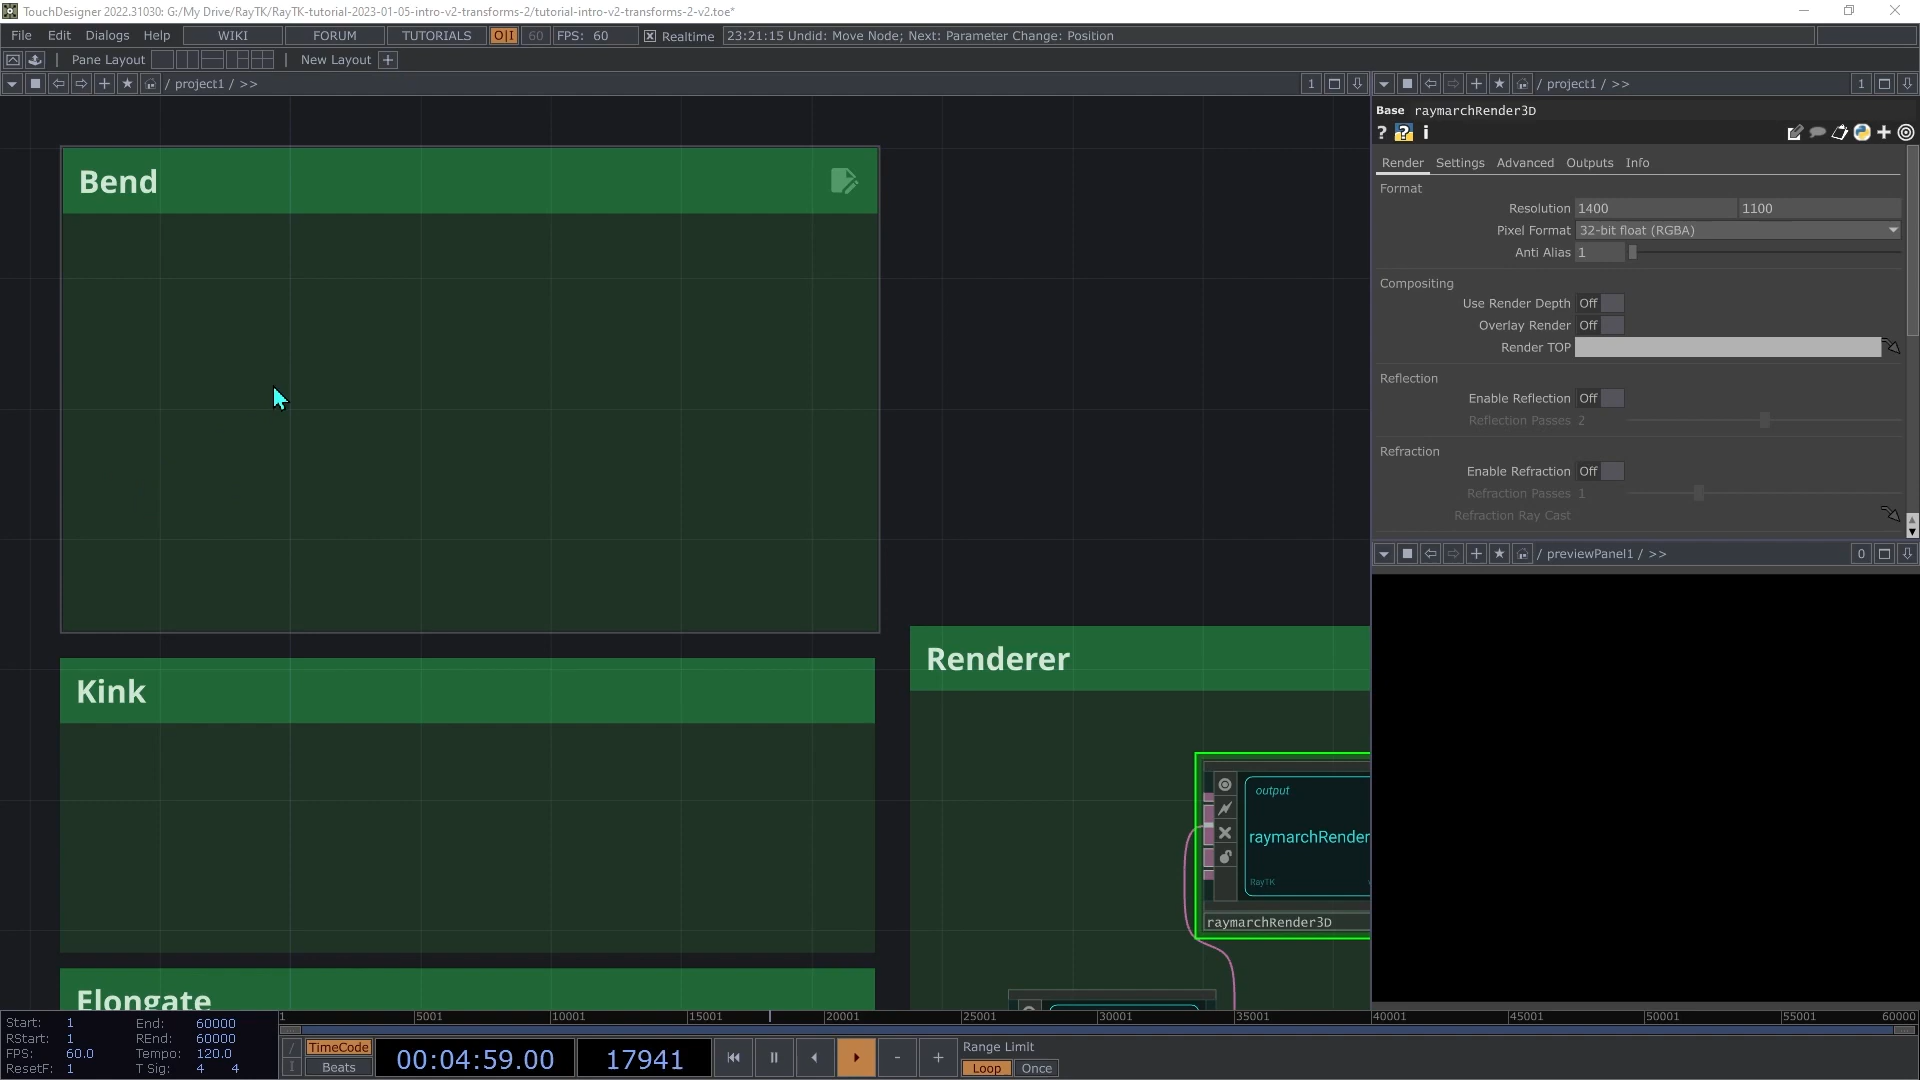 TouchDesigner 2022.31030: G:/My Drive/RayTK/RayTK-tutorial-2023-01-05-intro-v2-transforms-2/tutorial-intro-v2-transforms-2-v2.toe*
File Edit Dialogs Help WIKI FORUM TUTORIALS O|I 60 FPS: 60 Realtime 23:21:15 Undid: Move Node; Next: Parameter Change: Position
Pane Layout New Layout +
/ project1 / >> 1
/ project1 / >> 1
Base raymarchRender3D
? ? i
Render Settings Advanced Outputs Info
Format
Resolution 1400 1100
Pixel Format 32-bit float (RGBA)
Anti Alias 1
Compositing
Use Render Depth Off
Overlay Render Off
Render TOP
Reflection
Enable Reflection Off
Reflection Passes 2
Refraction
Enable Refraction Off
Refraction Passes 1
Refraction Ray Cast
/ previewPanel1 / >> 0
Bend
Kink
Elongate
Renderer
output
raymarchRender
RayTK
raymarchRender3D
1 5001 10001 15001 20001 25001 30001 35001 40001 45001 50001 55001 60000
Start: 1 End: 60000
RStart: 1 REnd: 60000
FPS: 60.0 Tempo: 120.0
ResetF: 1 T Sig: 4 4
TimeCode
Beats
00:04:59.00 17941
- +
Range Limit
Loop Once